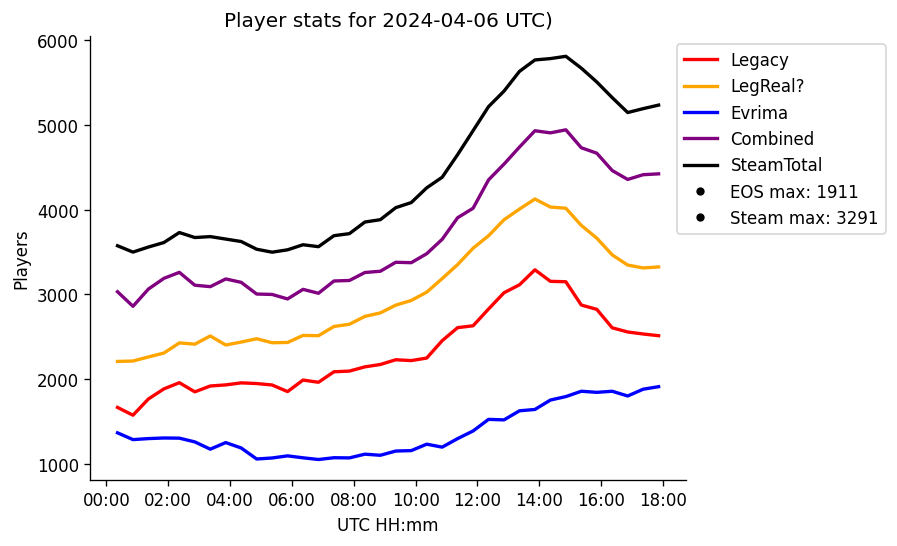 Player stats for 2024-04-06 UTC)
6000
5000
4000
3000
2000
1000
Players
00:00 02:00 04:00 06:00 08:00 10:00 12:00 14:00 16:00 18:00
UTC HH:mm
Legacy
LegReal?
Evrima
Combined
SteamTotal
EOS max: 1911
Steam max: 3291